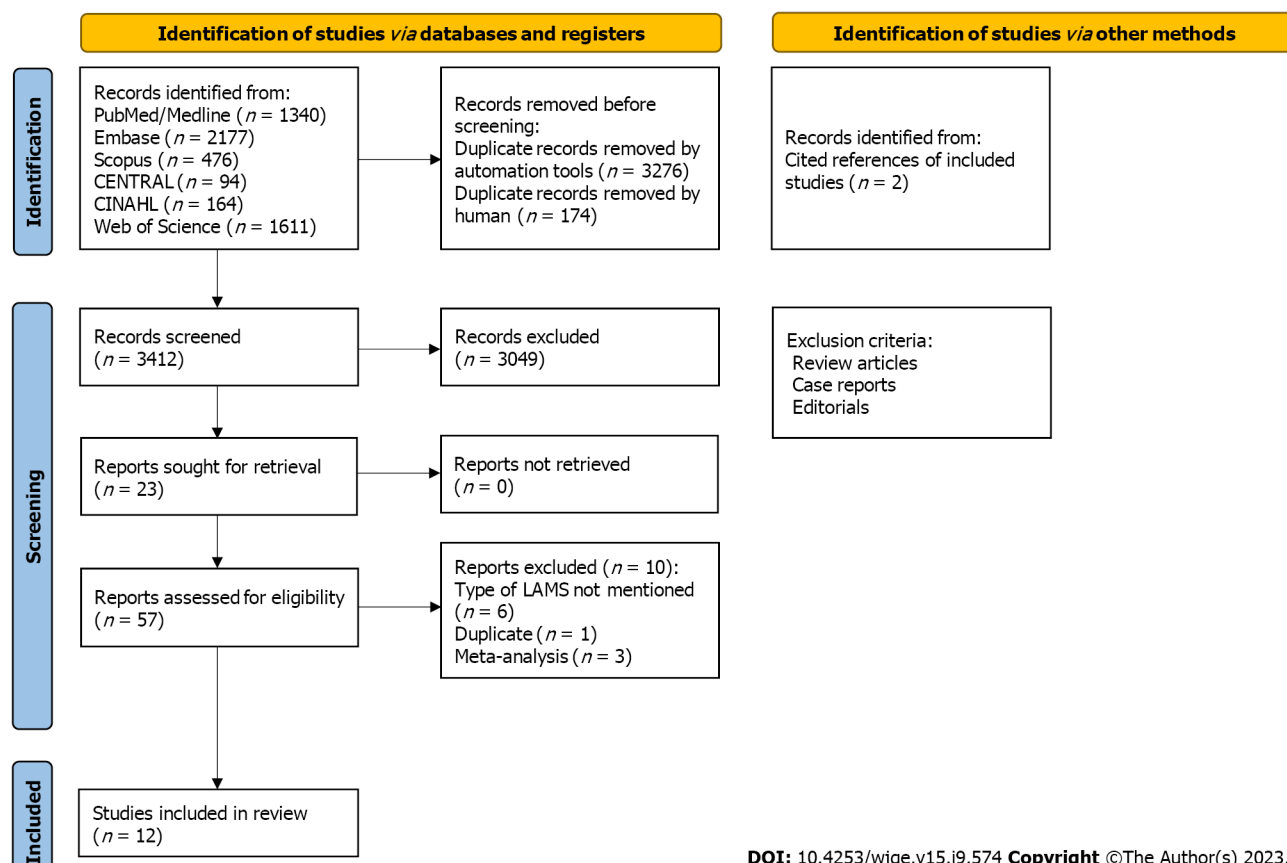 Identification of studies via databases and registers
Identification of studies via other methods
Identification
Records identified from:
PubMed/Medline (n = 1340)
Embase (n = 2177)
Scopus (n = 476)
CENTRAL (n = 94)
CINAHL (n = 164)
Web of Science (n = 1611)
Records removed before
screening:
Duplicate records removed by
automation tools (n = 3276)
Duplicate records removed by
human (n = 174)
Records identified from:
Cited references of included
studies (n = 2)
Screening
Records screened
(n = 3412)
Records excluded
(n = 3049)
Exclusion criteria:
Review articles
Case reports
Editorials
Reports sought for retrieval
(n = 23)
Reports not retrieved
(n = 0)
Reports assessed for eligibility
(n = 57)
Reports excluded (n = 10):
Type of LAMS not mentioned
(n = 6)
Duplicate (n = 1)
Meta-analysis (n = 3)
Included
Studies included in review
(n = 12)
DOI: 10.4253/wjge.v15.i9.574 Copyright ©The Author(s) 2023.